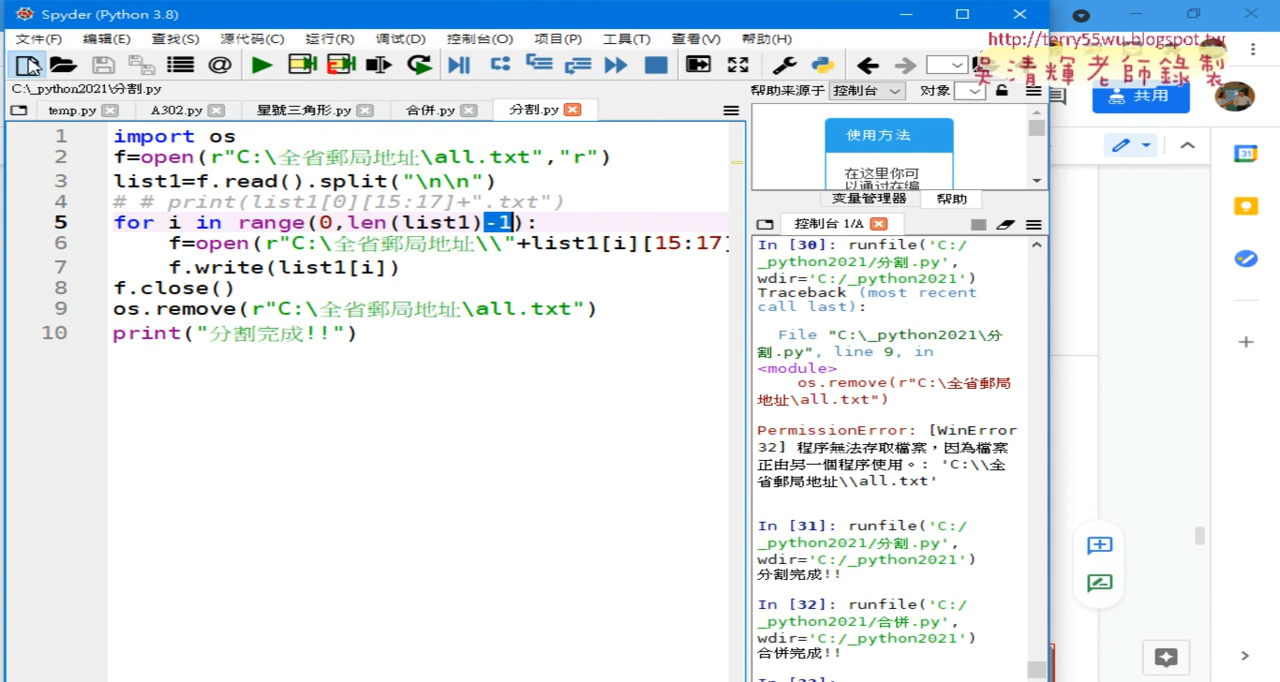 Spyder (Python 3.8)
文件(F) 编辑(E) 查找(S) 源代码(C) 运行(R) 调试(D) 控制台(O) 项目(P) 工具(T) 查看(V) 帮助(H)
http://terry55wu.blogspot.tw
吳清輝老師錄製
C:\_python2021\分割.py
temp.py A302.py 星號三角形.py 合併.py 分割.py
帮助来源于 控制台 对象
共用
1 import os
2 f=open(r"C:\全省郵局地址\all.txt","r")
3 list1=f.read().split("\n\n")
4 # # print(list1[0][15:17]+".txt")
5 for i in range(0,len(list1)-1):
6 f=open(r"C:\全省郵局地址\\"+list1[i][15:17]
7 f.write(list1[i])
8 f.close()
9 os.remove(r"C:\全省郵局地址\all.txt")
10 print("分割完成!!")
使用方法
在这里你可
以通过在编
变量管理器 帮助
控制台 1/A
In [30]: runfile('C:/
_python2021/分割.py',
wdir='C:/_python2021')
Traceback (most recent
call last):
File "C:\_python2021\分
割.py", line 9, in
<module>
os.remove(r"C:\全省郵局
地址\all.txt")
PermissionError: [WinError
32] 程序無法存取檔案，因為檔案
正由另一個程序使用。: 'C:\\全
省郵局地址\\all.txt'
In [31]: runfile('C:/
_python2021/分割.py',
wdir='C:/_python2021')
分割完成!!
In [32]: runfile('C:/
_python2021/合併.py',
wdir='C:/_python2021')
合併完成!!
31